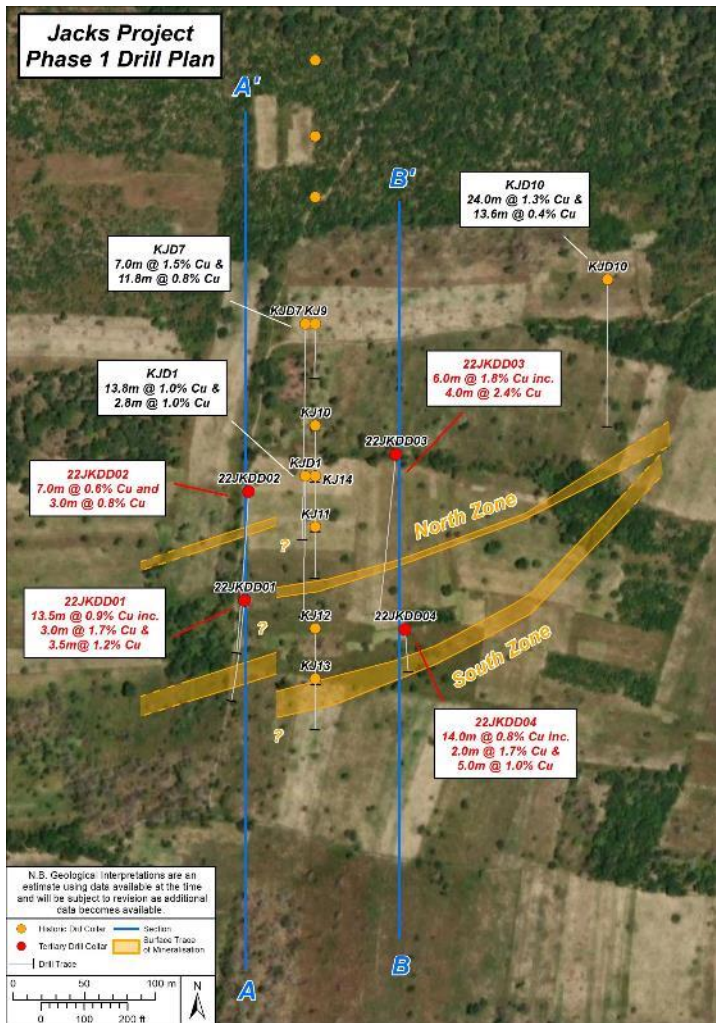 Jacks Project
Phase 1 Drill Plan
A'
B'
KJD10
24.0m @ 1.3% Cu &
13.6m @ 0.4% Cu
KJD7
7.0m @ 1.5% Cu &
11.8m @ 0.8% Cu
KJD10
KJD7
KJ9
KJD1
13.8m @ 1.0% Cu &
2.8m @ 1.0% Cu
22JKDD03
6.0m @ 1.8% Cu inc.
4.0m @ 2.4% Cu
KJ10
22JKDD03
22JKDD02
7.0m @ 0.6% Cu and
3.0m @ 0.8% Cu
22JKDD02
KJD1
KJ14
KJ11
North Zone
?
22JKDD01
13.5m @ 0.9% Cu inc.
3.0m @ 1.7% Cu &
3.5m@ 1.2% Cu
22JKDD01
?
KJ12
22JKDD04
KJ13
South Zone
?
22JKDD04
14.0m @ 0.8% Cu inc.
2.0m @ 1.7% Cu &
5.0m @ 1.0% Cu
N.B. Geological Interpretations are an
estimate using data available at the time
and will be subject to revision as additional
data becomes available.
Historic Drill Collar
Section
Tertiary Drill Collar
Surface Trace
of Mineralisation
Drill Trace
0 50 100 m
0 100 200 ft
N
A
B